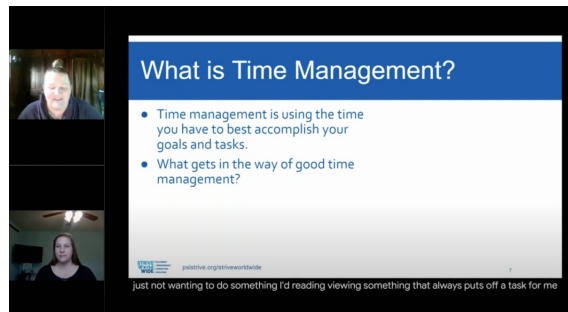 What is Time Management?
• Time management is using the time
you have to best accomplish your
goals and tasks.
• What gets in the way of good time
management?
STRIVE
WORLD
WIDE
psistrive.org/striveworldwide
7
just not wanting to do something I'd reading viewing something that always puts off a task for me